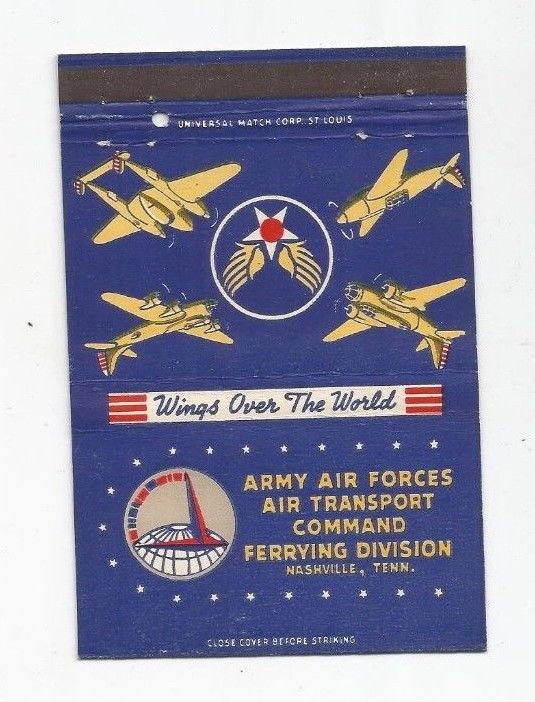 UNIVERSAL MATCH CORP. ST LOUIS
Wings Over The World
ARMY AIR FORCES
AIR TRANSPORT
COMMAND
FERRYING DIVISION
NASHVILLE, TENN.
CLOSE COVER BEFORE STRIKING